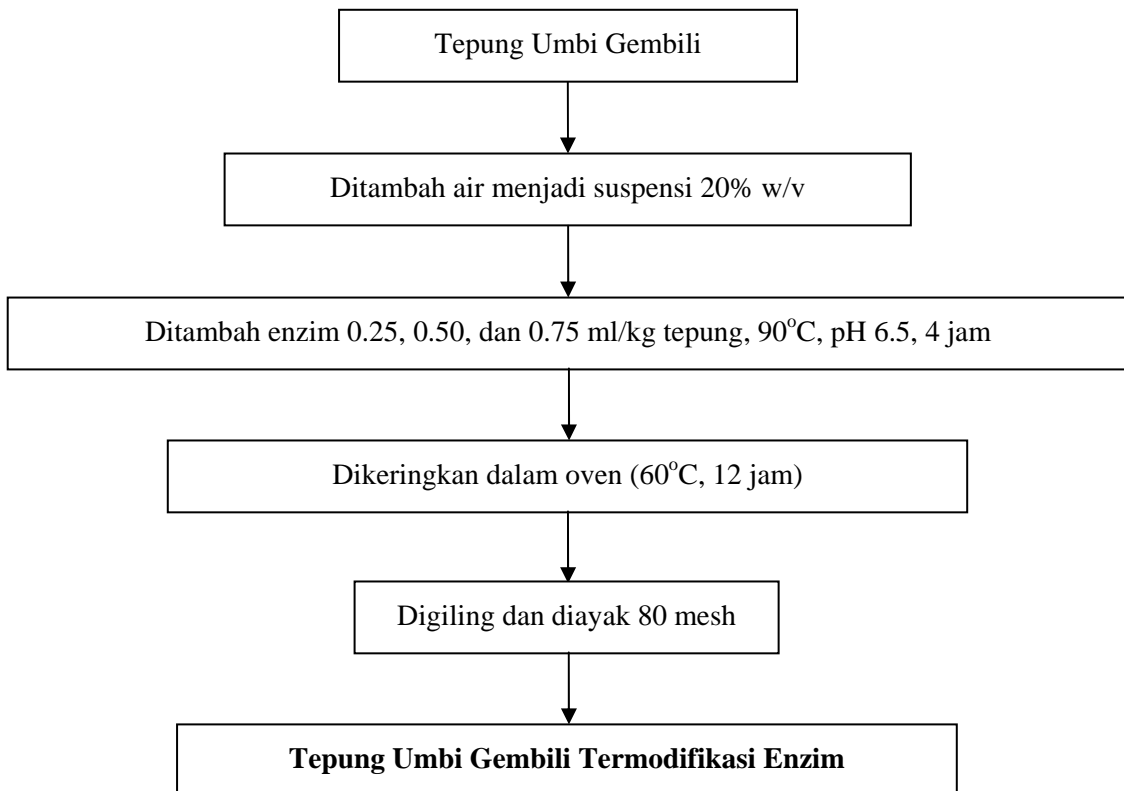 Tepung Umbi Gembili
Ditambah air menjadi suspensi 20% w/v
Ditambah enzim 0.25, 0.50, dan 0.75 ml/kg tepung, 90°C, pH 6.5, 4 jam
Dikeringkan dalam oven (60°C, 12 jam)
Digiling dan diayak 80 mesh
Tepung Umbi Gembili Termodifikasi Enzim